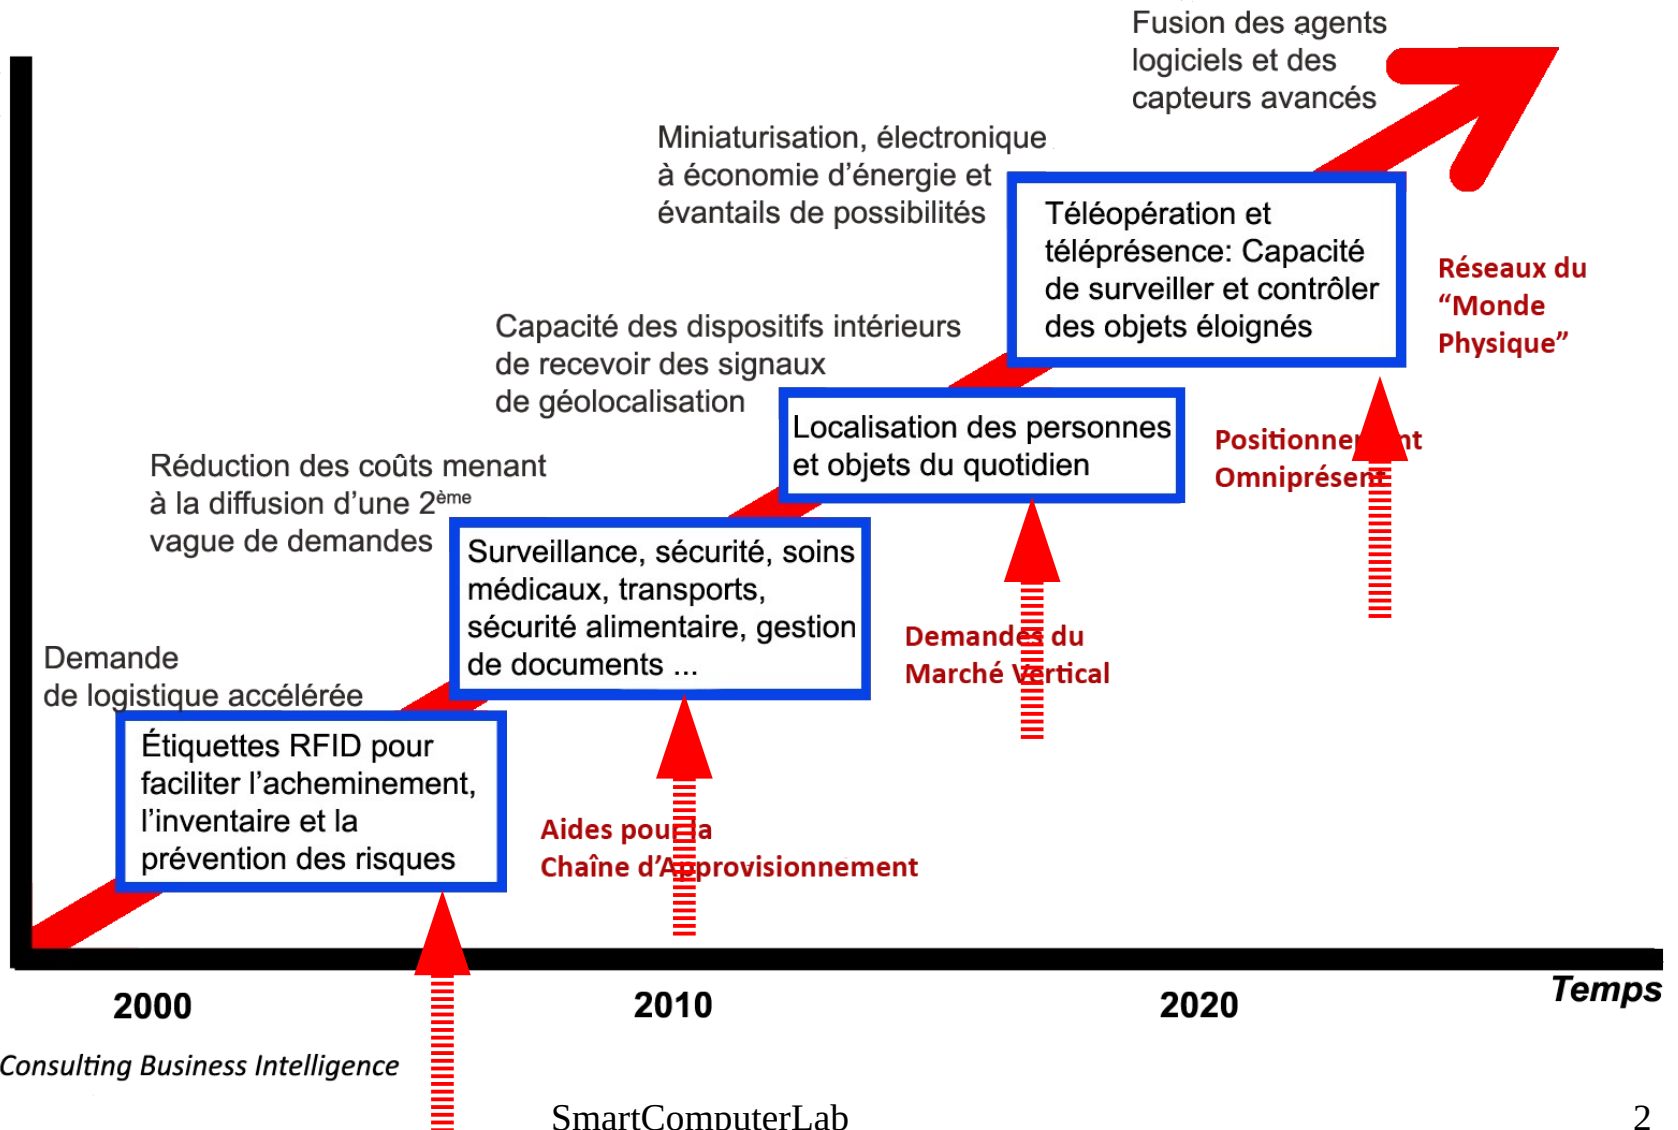 Fusion des agents
logiciels et des
capteurs avancés
Miniaturisation, électronique
à économie d’énergie et
évantails de possibilités
Téléopération et
téléprésence: Capacité
de surveiller et contrôler
des objets éloignés
Réseaux du
“Monde
Physique”
Capacité des dispositifs intérieurs
de recevoir des signaux
de géolocalisation
Localisation des personnes
et objets du quotidien
Positionnement
Omniprésent
Réduction des coûts menant
à la diffusion d’une 2ème
vague de demandes
Surveillance, sécurité, soins
médicaux, transports,
sécurité alimentaire, gestion
de documents ...
Demandes du
Marché Vertical
Demande
de logistique accélérée
Étiquettes RFID pour
faciliter l’acheminement,
l’inventaire et la
prévention des risques
Aides pour la
Chaîne d’Approvisionnement
2000
2010
2020
Temps
Consulting Business Intelligence
SmartComputerLab
2